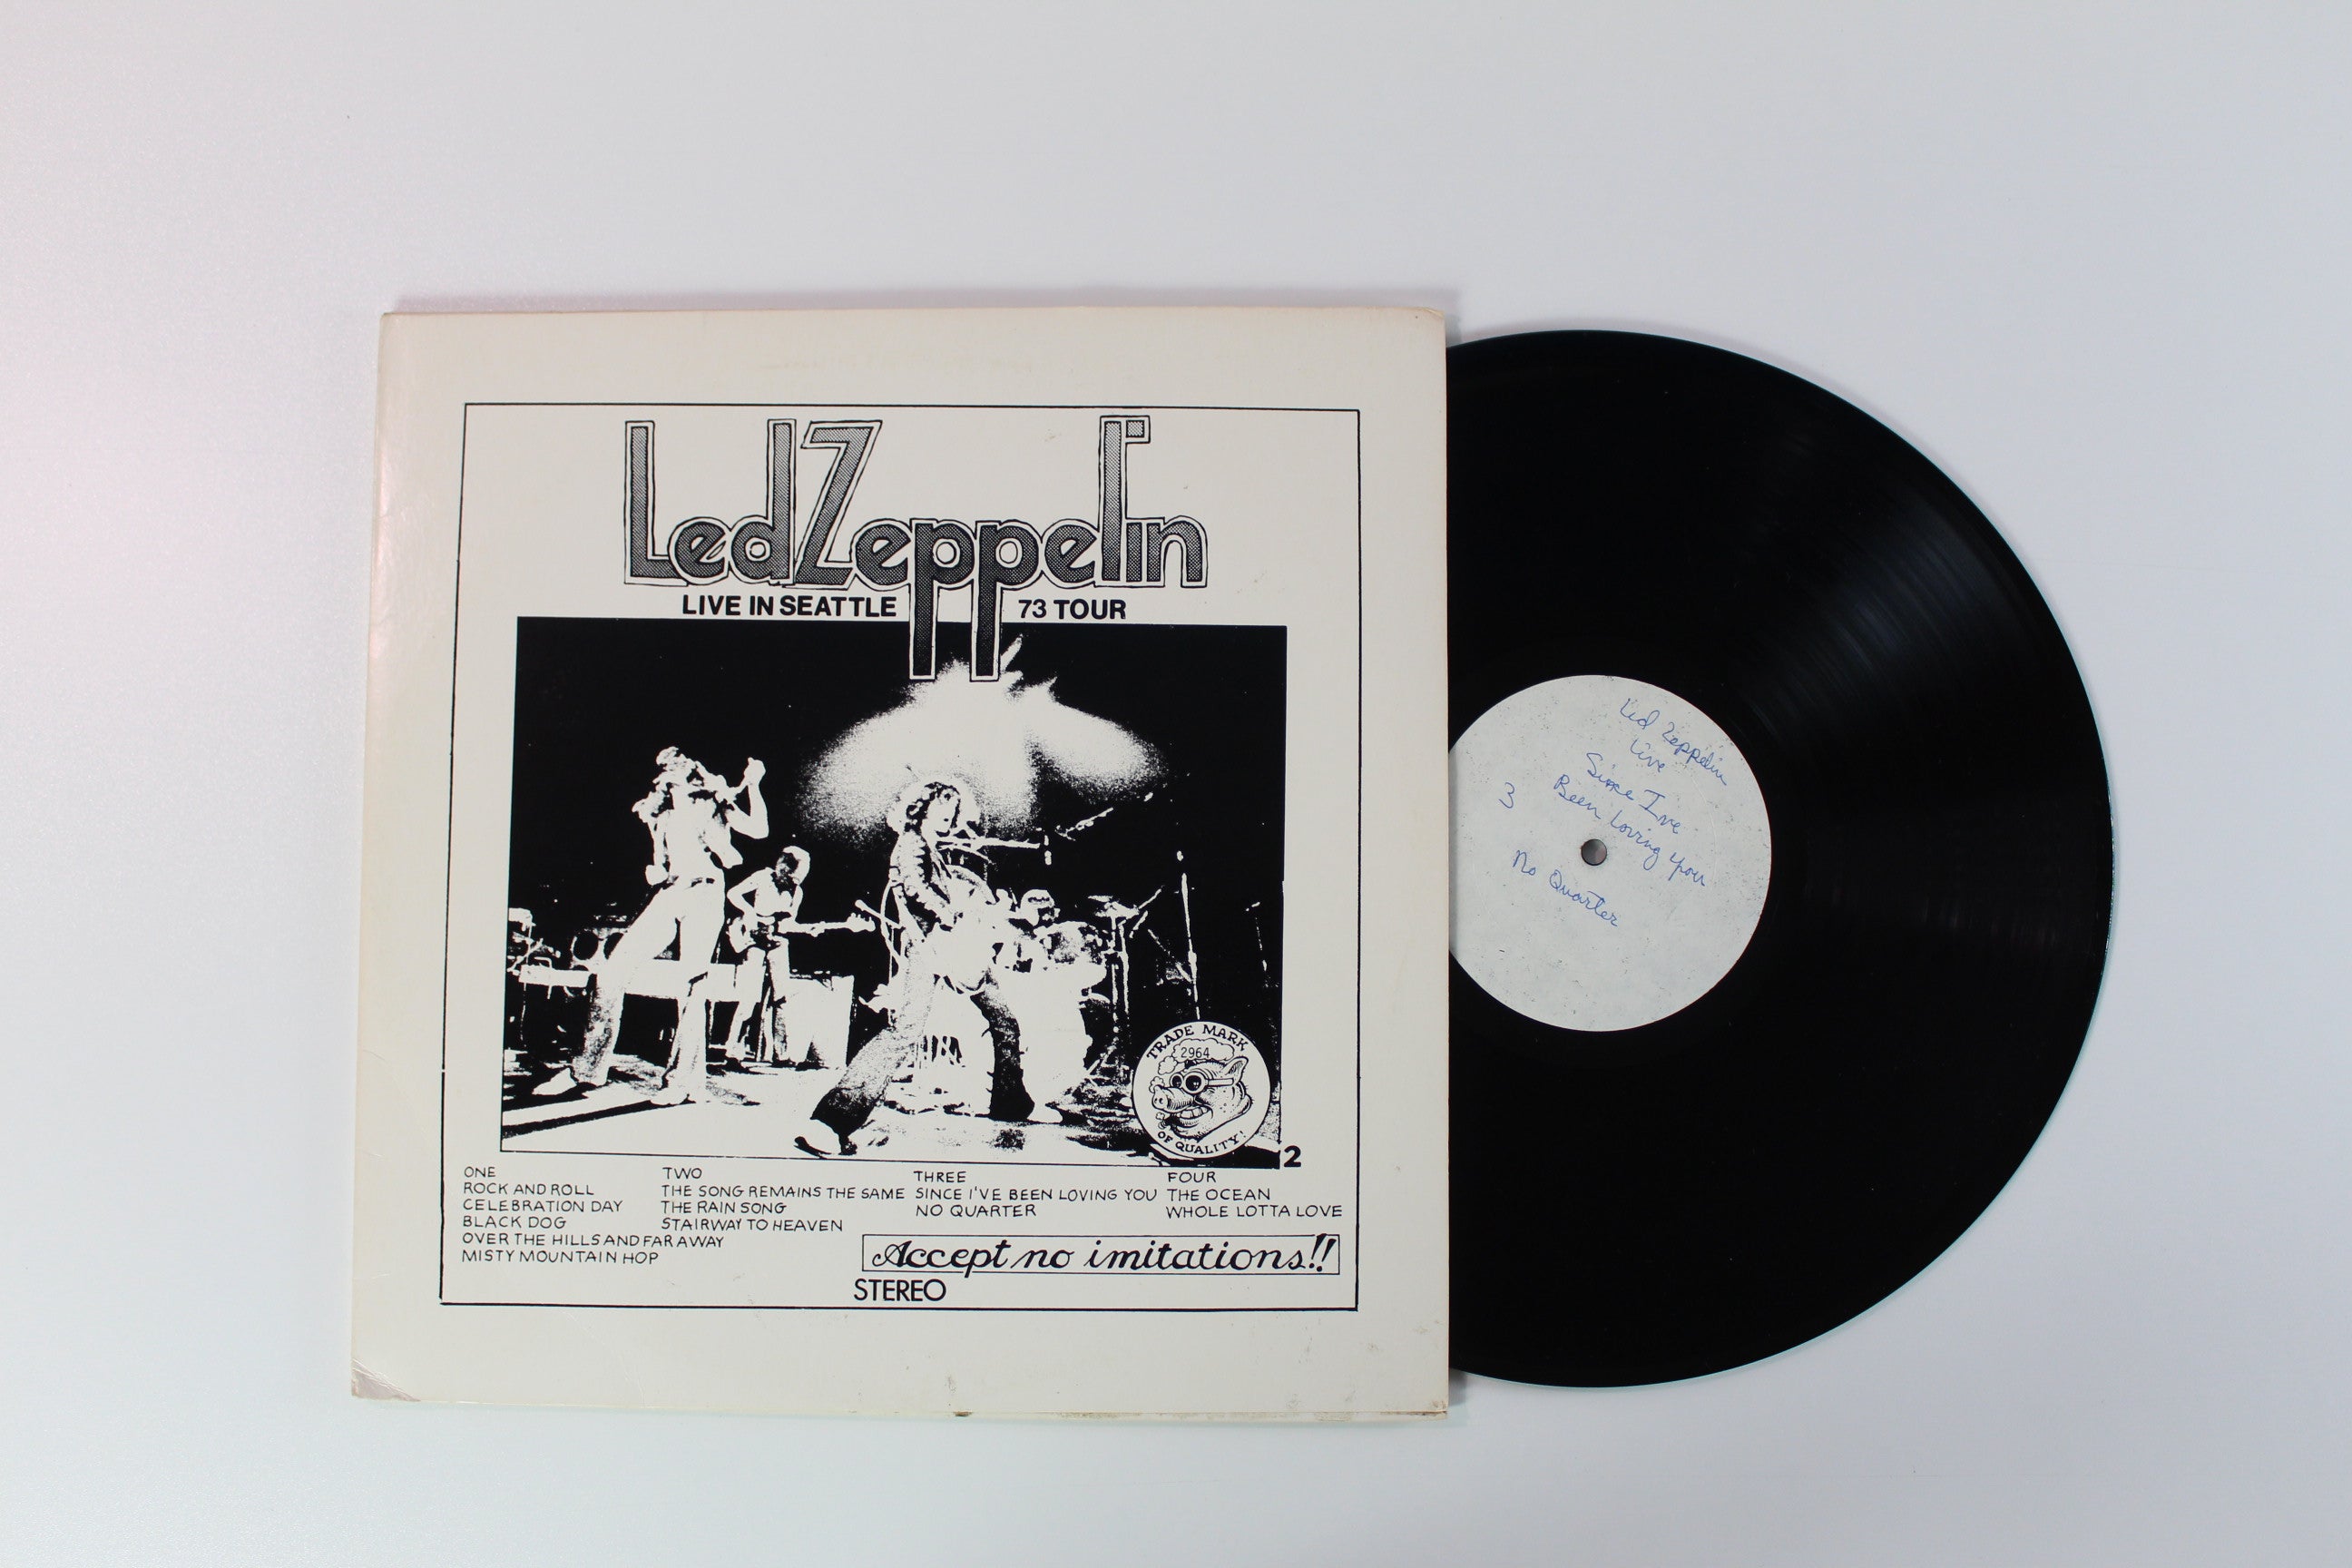 Led Zeppelin
LIVE IN SEATTLE 73 TOUR
TRADE MARK
2964
OF QUALITY!
2
ONE
ROCK AND ROLL
CELEBRATION DAY
BLACK DOG
OVER THE HILLS AND FAR AWAY
MISTY MOUNTAIN HOP
TWO
THE SONG REMAINS THE SAME
THE RAIN SONG
STAIRWAY TO HEAVEN
THREE
SINCE I'VE BEEN LOVING YOU
NO QUARTER
FOUR
THE OCEAN
WHOLE LOTTA LOVE
Accept no imitations!!
STEREO
Led Zeppelin
Live
Since I've
Been Loving you
3
No Quarter